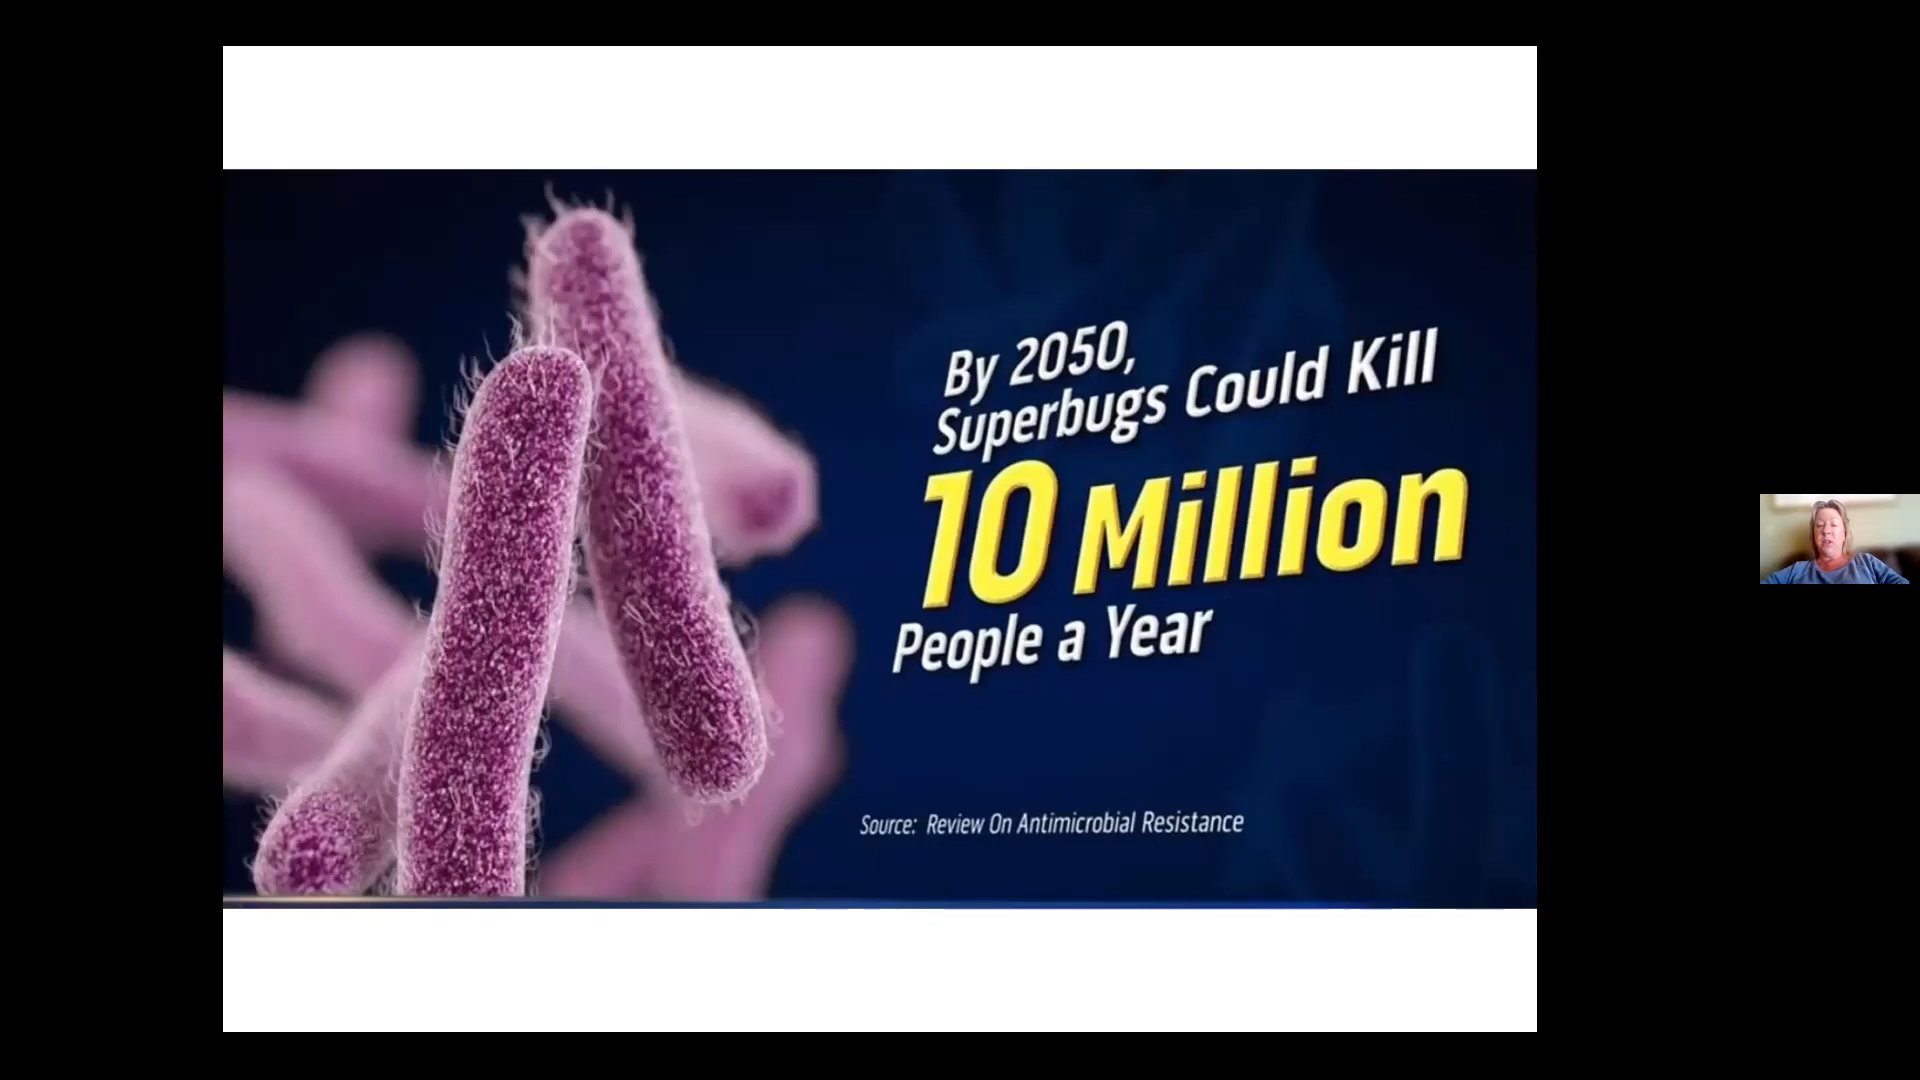 By 2050,
Superbugs Could Kill
10 Million
People a Year
Source: Review On Antimicrobial Resistance